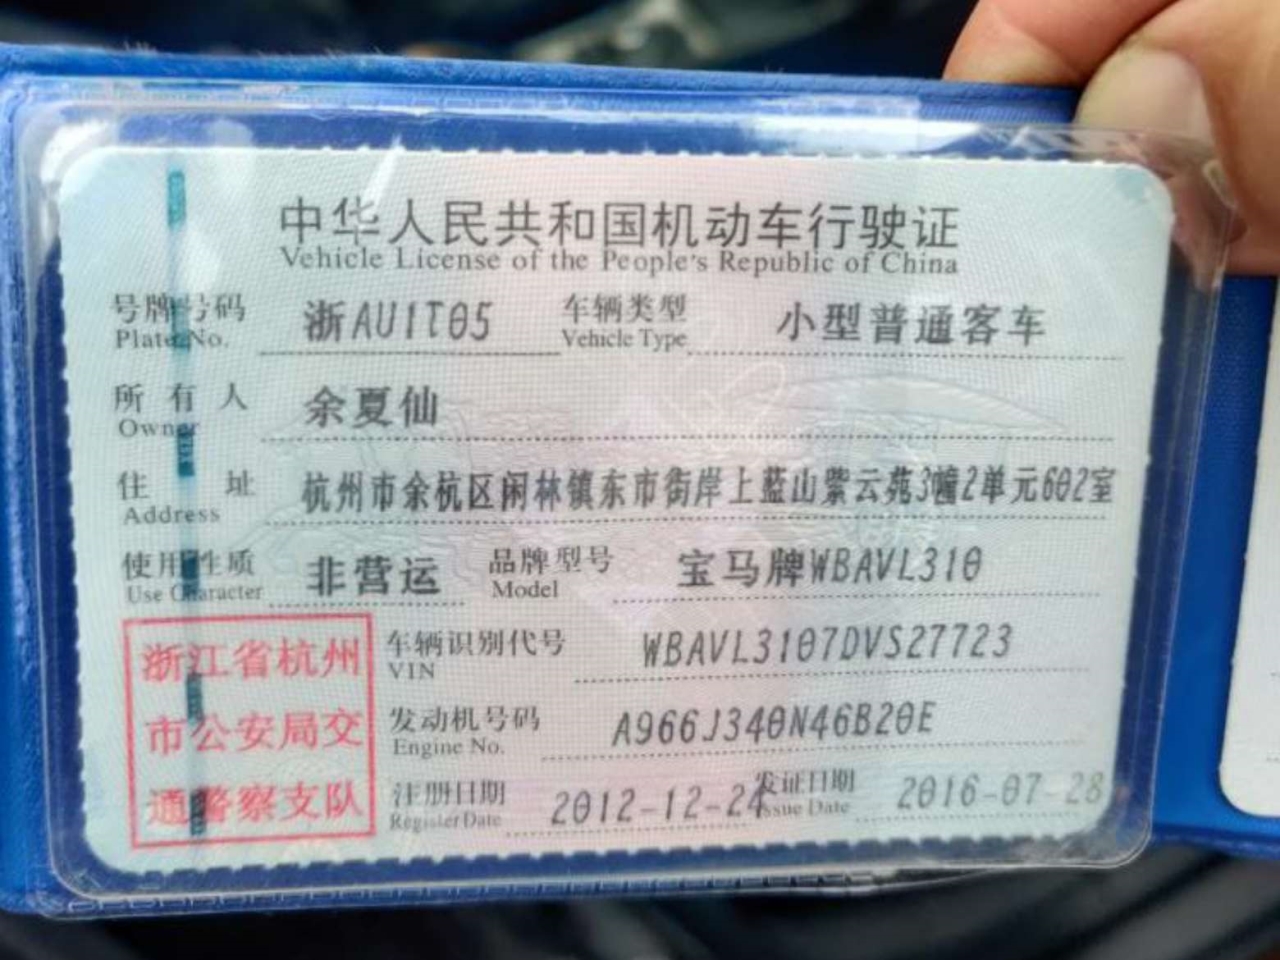 中华人民共和国机动车行驶证
Vehicle License of the People's Republic of China
号牌号码 浙AU1T05 车辆类型 小型普通客车
Plate No. Vehicle Type
所有人 余夏仙
Owner
住址 杭州市余杭区闲林镇东市街岸上蓝山紫云苑3幢2单元602室
Address
使用性质 非营运 品牌型号 宝马牌WBAVL310
Use Character Model
浙江省杭州 车辆识别代号 WBAVL3107DVS27723
VIN
市公安局交 发动机号码 A966J340N46B20E
Engine No.
通警察支队 注册日期 2012-12-24 发证日期 2016-07-28
Register Date Issue Date